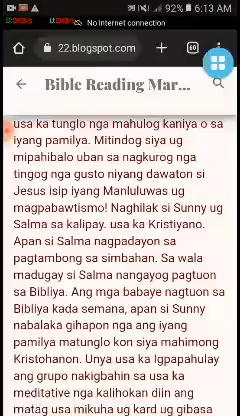 92% 6:13 AM
No Internet connection
22.blogspot.com
60
Bible Reading Mar...
usa ka tunglo nga mahulog kaniya o sa
iyang pamilya. Mitindog siya ug
mipahibalo uban sa nagkurog nga
tingog nga gusto niyang dawaton si
Jesus isip iyang Manluluwas ug
magpabawtismo! Naghilak si Sunny ug
Salma sa kalipay. usa ka Kristiyano.
Apan si Salma nagpadayon sa
pagtambong sa simbahan. Sa wala
madugay si Salma nangayog pagtuon
sa Bibliya. Ang mga babaye nagtuon sa
Bibliya kada semana, apan si Sunny
nabalaka gihapon nga ang iyang
pamilya matunglo kon siya mahimong
Kristohanon. Unya usa ka Igpapahulay
ang grupo nakigbahin sa usa ka
meditative nga kalihokan diin ang
matag usa mikuha ug kard ug gibasa